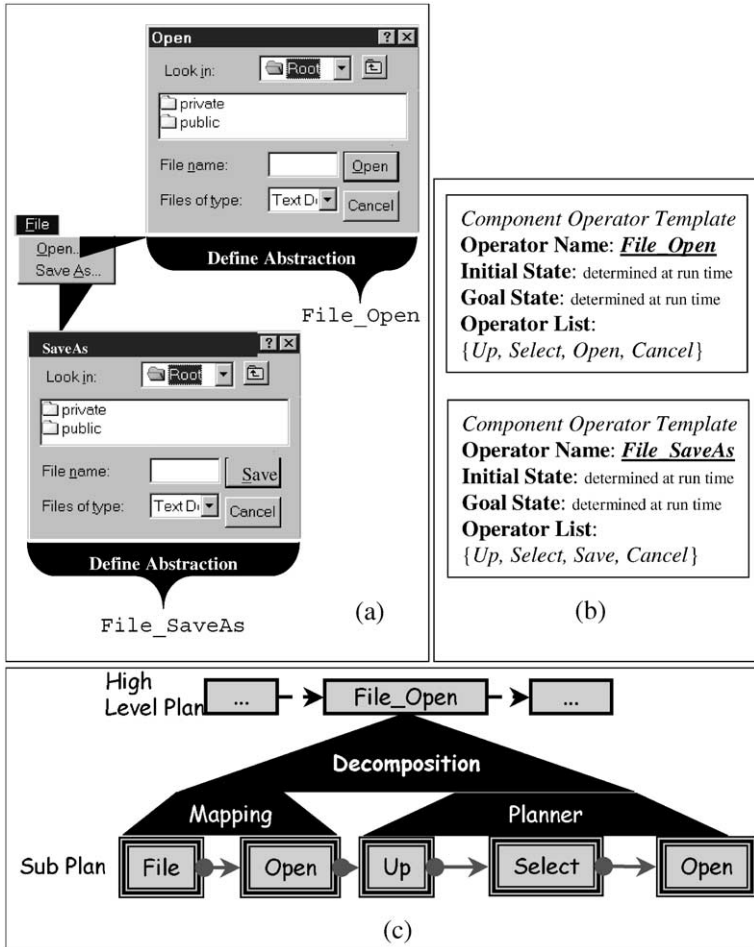 Open
Look in: Root
private
public
File name: Open
Files of type: Text D Cancel
File
Open...
Save As...
Define Abstraction
File_Open
SaveAs
Look in: Root
private
public
File name: Save
Files of type: Text D Cancel
Define Abstraction
File_SaveAs
(a)
Component Operator Template
Operator Name: File_Open
Initial State: determined at run time
Goal State: determined at run time
Operator List:
{Up, Select, Open, Cancel}
Component Operator Template
Operator Name: File_SaveAs
Initial State: determined at run time
Goal State: determined at run time
Operator List:
{Up, Select, Save, Cancel}
(b)
High
Level Plan ... File_Open ...
Decomposition
Mapping Planner
Sub Plan File Open Up Select Open
(c)